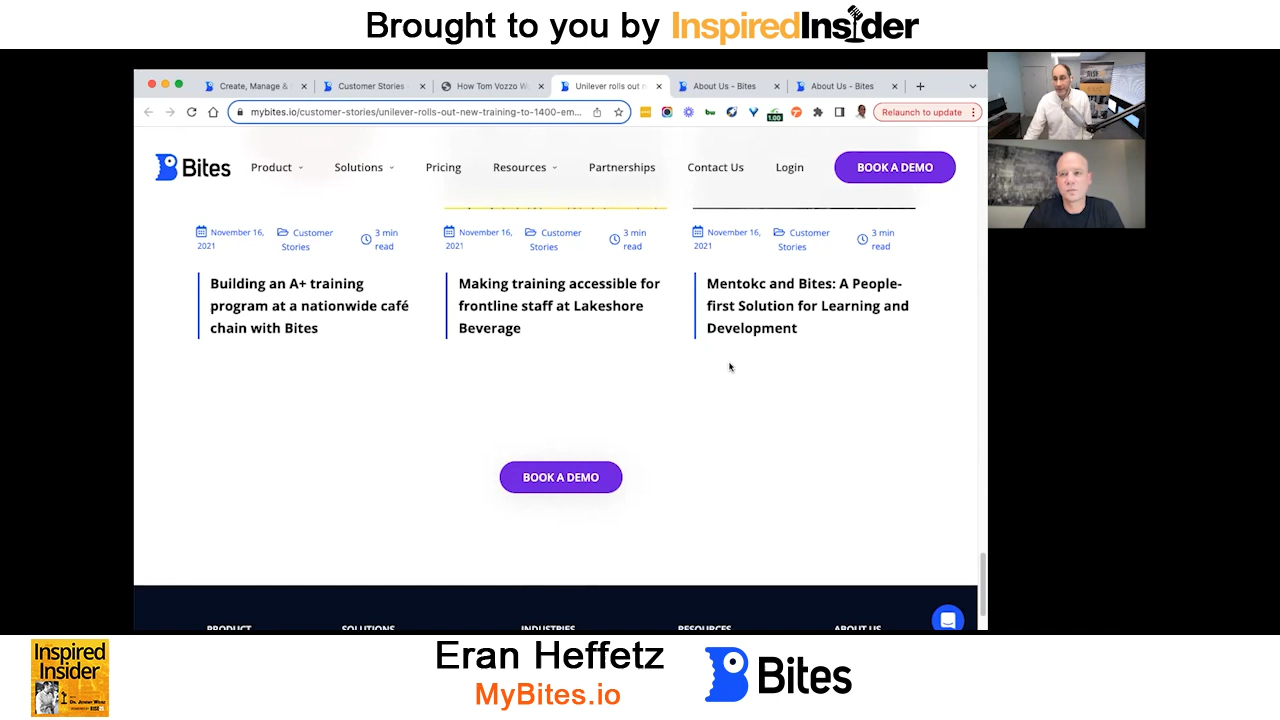 Brought to you by InspiredInsider
Create, Manage &
Customer Stories
How Tom Vozzo W
Unilever rolls out n
About Us - Bites
About Us - Bites
mybites.io/customer-stories/unilever-rolls-out-new-training-to-1400-em...
1.00
Relaunch to update
Bites
Product
Solutions
Pricing
Resources
Partnerships
Contact Us
Login
BOOK A DEMO
November 16, 2021
Customer Stories
3 min read
November 16, 2021
Customer Stories
3 min read
November 16, 2021
Customer Stories
3 min read
Building an A+ training
program at a nationwide café
chain with Bites
Making training accessible for
frontline staff at Lakeshore
Beverage
Mentokc and Bites: A People-
first Solution for Learning and
Development
BOOK A DEMO
PRODUCT
SOLUTIONS
INDUSTRIES
RESOURCES
ABOUT US
Inspired
Insider
Eran Heffetz
MyBites.io
Bites